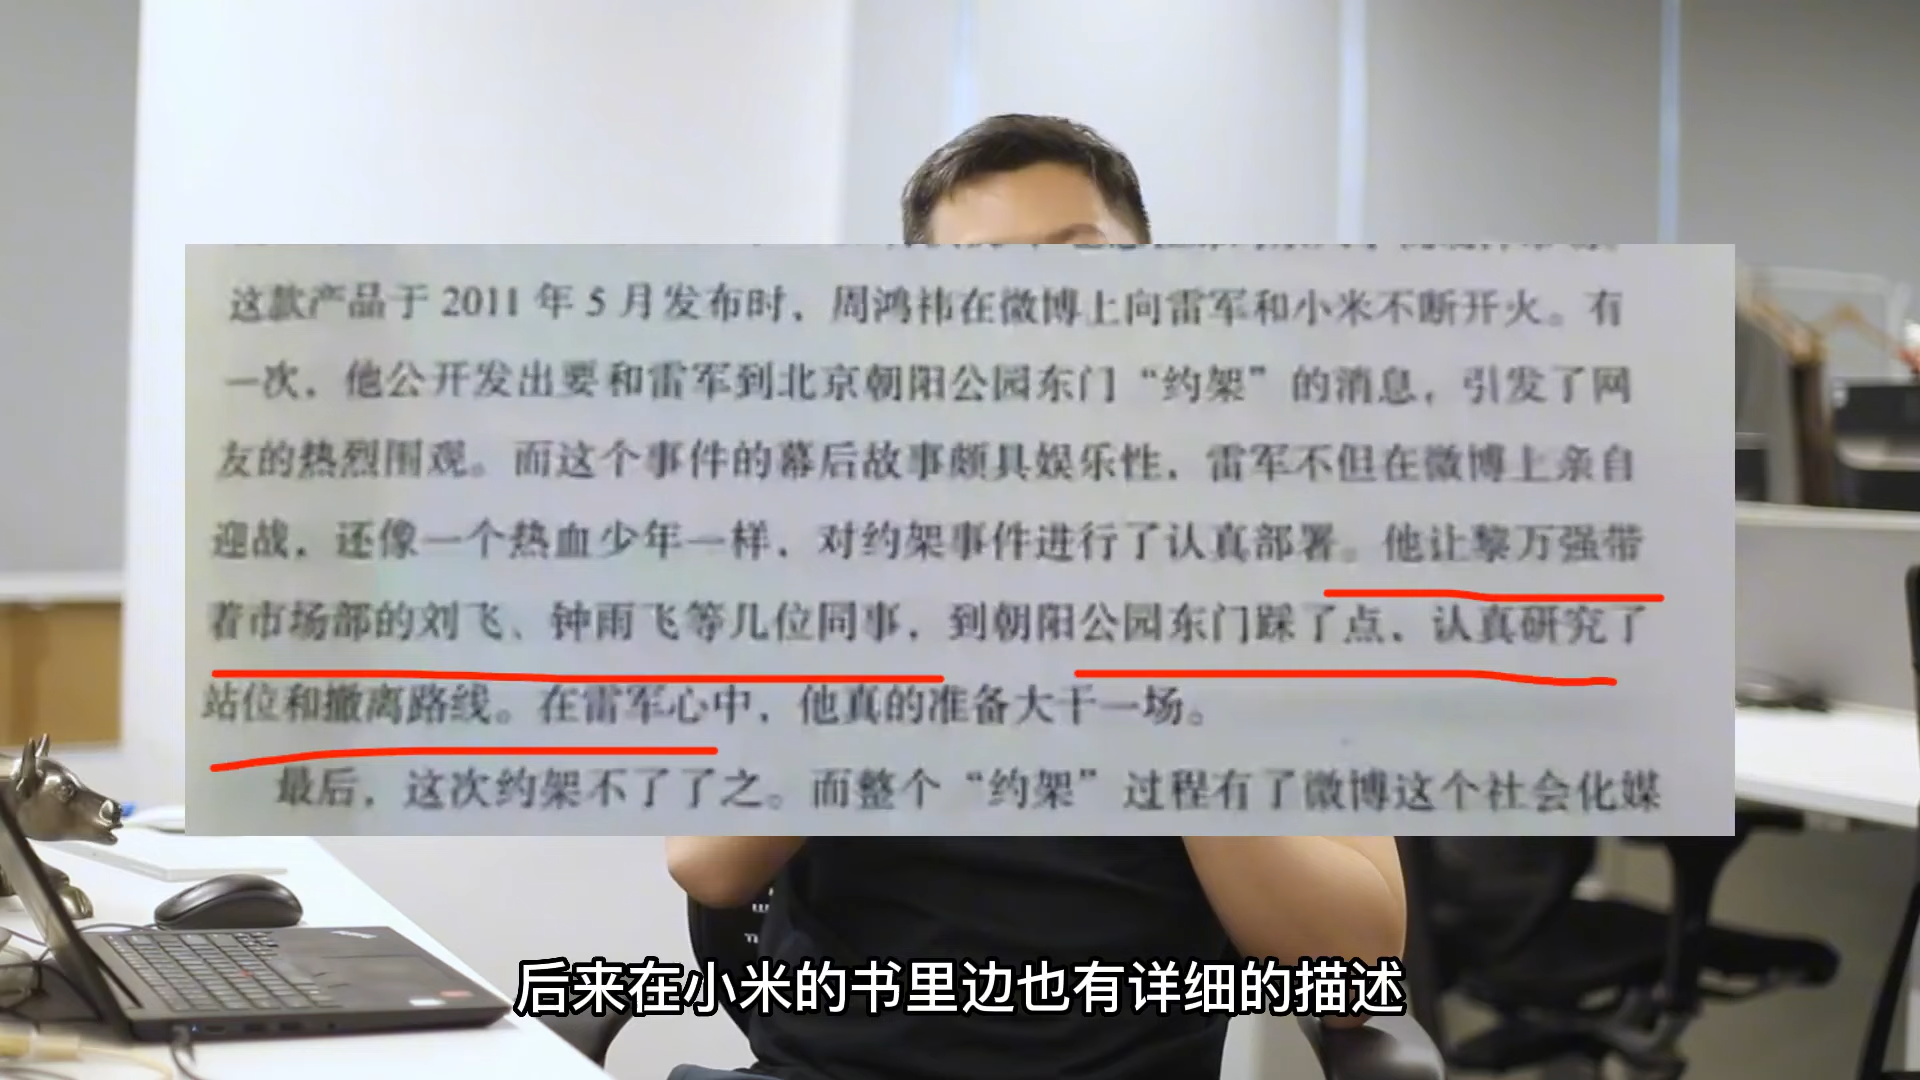 这款产品于 2011 年 5 月发布时，周鸿祎在微博上向雷军和小米不断开火。有
一次，他公开发出要和雷军到北京朝阳公园东门“约架”的消息，引发了网
友的热烈围观。而这个事件的幕后故事颇具娱乐性，雷军不但在微博上亲自
迎战，还像一个热血少年一样，对约架事件进行了认真部署。他让黎万强带
着市场部的刘飞、钟雨飞等几位同事，到朝阳公园东门踩了点，认真研究了
站位和撤离路线。在雷军心中，他真的准备大干一场。
最后，这次约架不了了之。而整个“约架”过程有了微博这个社会化媒
后来在小米的书里边也有详细的描述